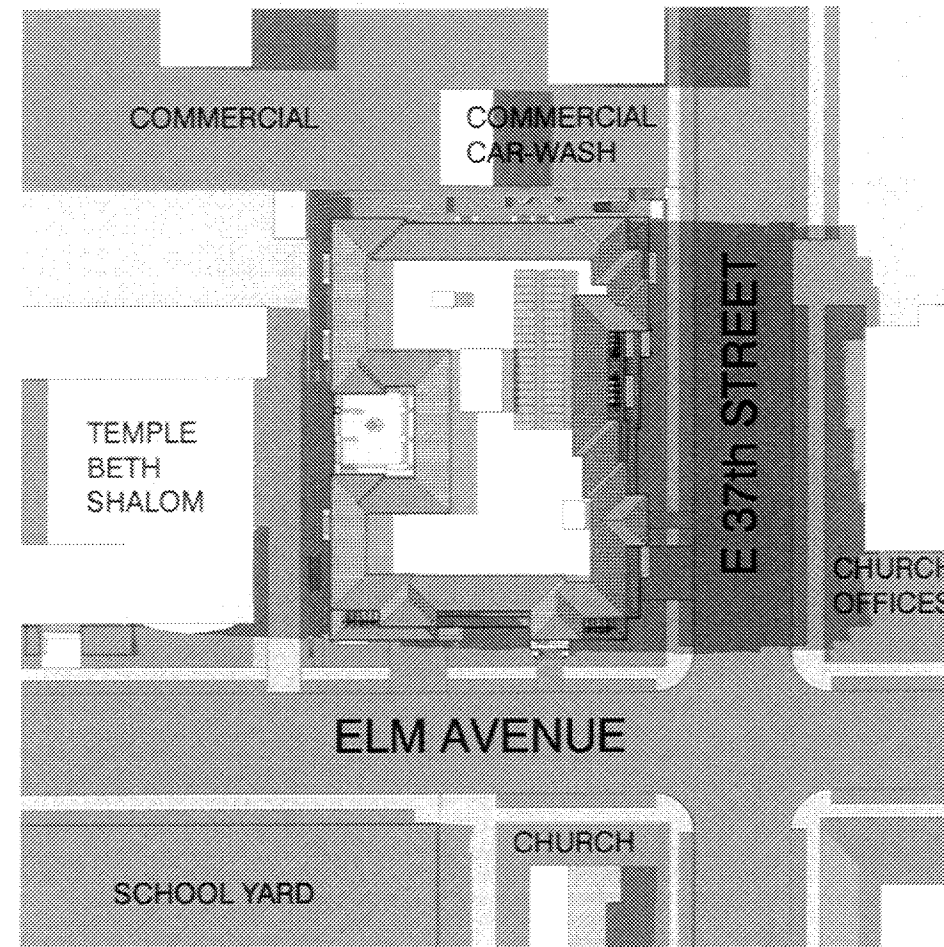 COMMERCIAL
COMMERCIAL
CAR-WASH
E 37th STREET
TEMPLE
BETH
SHALOM
CHURCH
OFFICES
ELM AVENUE
CHURCH
SCHOOL YARD